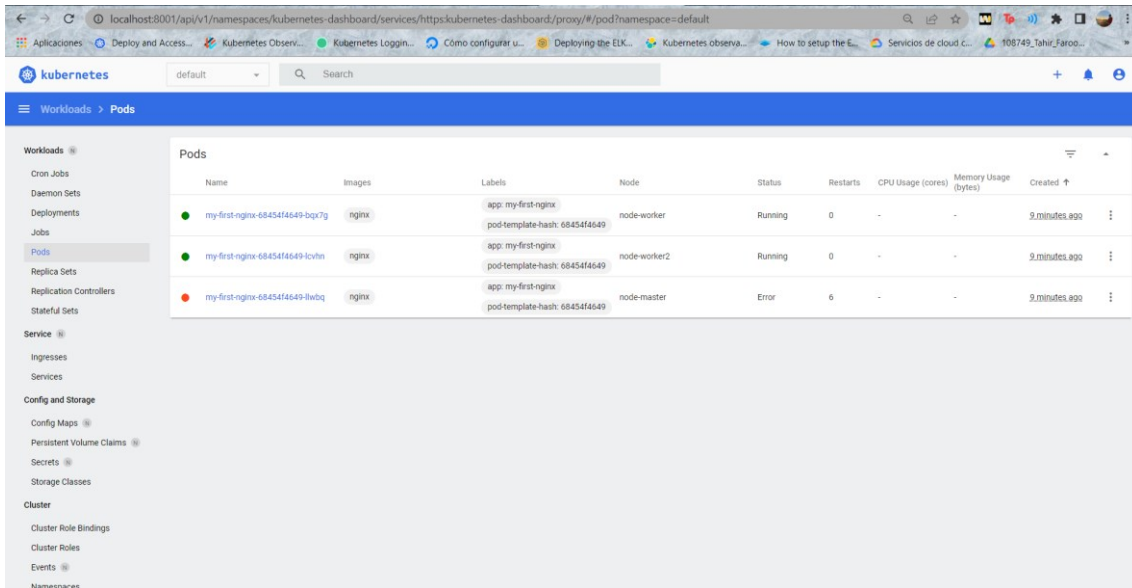 localhost:8001/api/v1/namespaces/kubernetes-dashboard/services/https:kubernetes-dashboard:/proxy/#/pod?namespace=default
Aplicaciones Deploy and Access... Kubernetes Observ... Kubernetes Loggin... Cómo configurar u... Deploying the ELK... Kubernetes observa... How to setup the E... Servicios de cloud c... 108749_Tahir_Faroo... »
kubernetes default Search
Workloads > Pods
Workloads N
Cron Jobs
Daemon Sets
Deployments
Jobs
Pods
Replica Sets
Replication Controllers
Stateful Sets
Service N
Ingresses
Services
Config and Storage
Config Maps N
Persistent Volume Claims N
Secrets N
Storage Classes
Cluster
Cluster Role Bindings
Cluster Roles
Events N
Namespaces
Pods
Name Images Labels Node Status Restarts CPU Usage (cores) Memory Usage (bytes) Created ↑
my-first-nginx-68454f4649-bqx7g nginx app: my-first-nginx node-worker Running 0 - - 9 minutes ago
pod-template-hash: 68454f4649
my-first-nginx-68454f4649-lcvhn nginx app: my-first-nginx node-worker2 Running 0 - - 9 minutes ago
pod-template-hash: 68454f4649
my-first-nginx-68454f4649-llwbq nginx app: my-first-nginx node-master Error 6 - - 9 minutes ago
pod-template-hash: 68454f4649